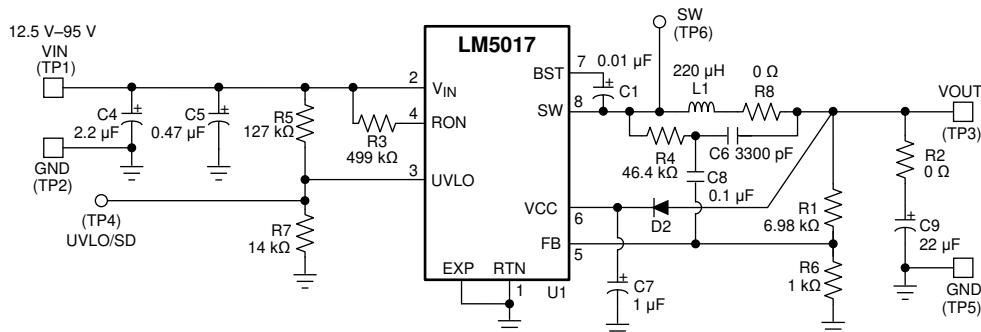 12.5 V–95 V
VIN
(TP1)
GND
(TP2)
(TP4)
UVLO/SD
C4
2.2 µF
C5
0.47 µF
R5
127 kΩ
R3
499 kΩ
R7
14 kΩ
2
4
3
LM5017
VIN
RON
UVLO
BST
SW
VCC
FB
EXP
RTN
1
U1
7
8
6
5
0.01 µF
C1
SW
(TP6)
220 µH
L1
0 Ω
R8
R4
46.4 kΩ
C6
3300 pF
C8
0.1 µF
D2
C7
1 µF
R1
6.98 kΩ
R6
1 kΩ
VOUT
(TP3)
R2
0 Ω
C9
22 µF
GND
(TP5)